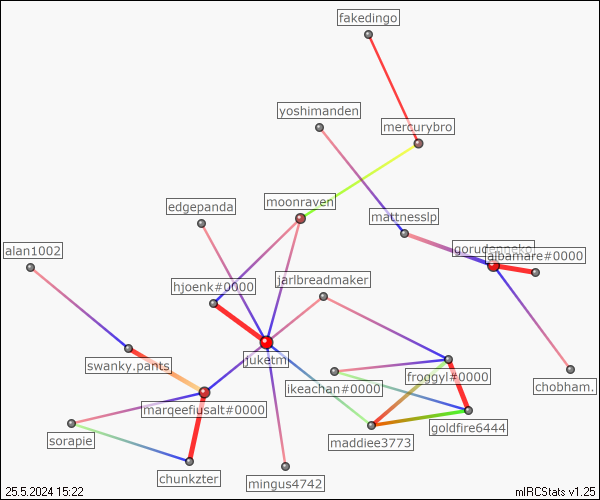 fakedingo
yoshimanden
mercurybro
edgepanda
moonraven
mattnesslp
alan1002
gorudenneko
albamare#0000
hjoenk#0000
jarlbreadmaker
swanky.pants
juketm
froggyl#0000
ikeachan#0000
chobham.
marqeefiusalt#0000
goldfire6444
sorapie
maddiee3773
chunkzter
mingus4742
25.5.2024 15:22
mIRCStats v1.25